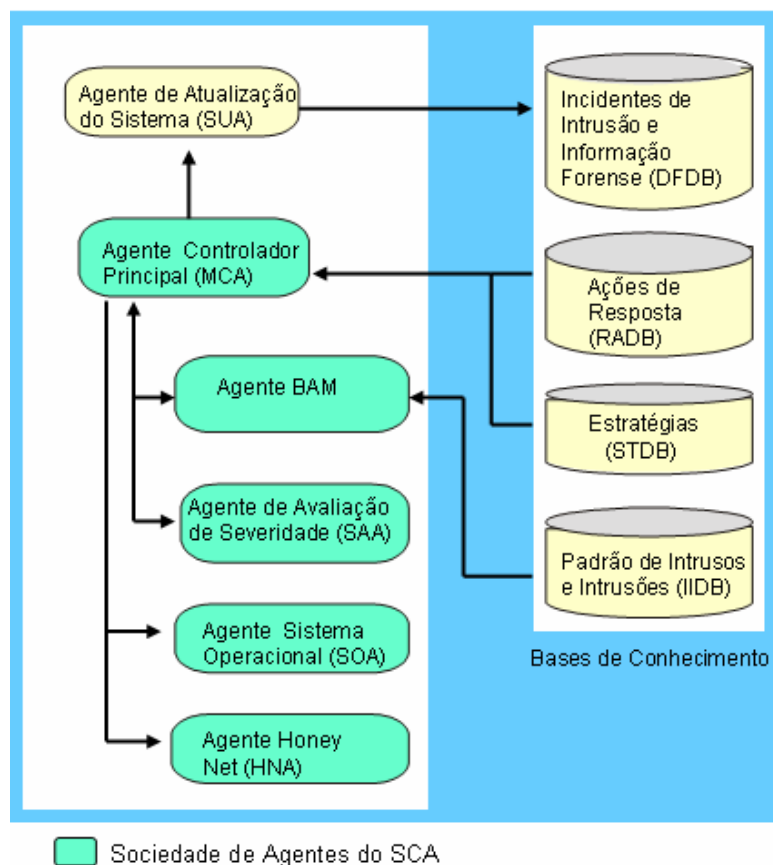 Agente de Atualização
do Sistema (SUA)
Incidentes de
Intrusão e
Informação
Forense (DFDB)
Agente Controlador
Principal (MCA)
Ações de
Resposta
(RADB)
Agente BAM
Estratégias
(STDB)
Agente de Avaliação
de Severidade (SAA)
Padrão de Intrusos
e Intrusões (IIDB)
Agente Sistema
Operacional (SOA)
Bases de Conhecimento
Agente Honey
Net (HNA)
Sociedade de Agentes do SCA